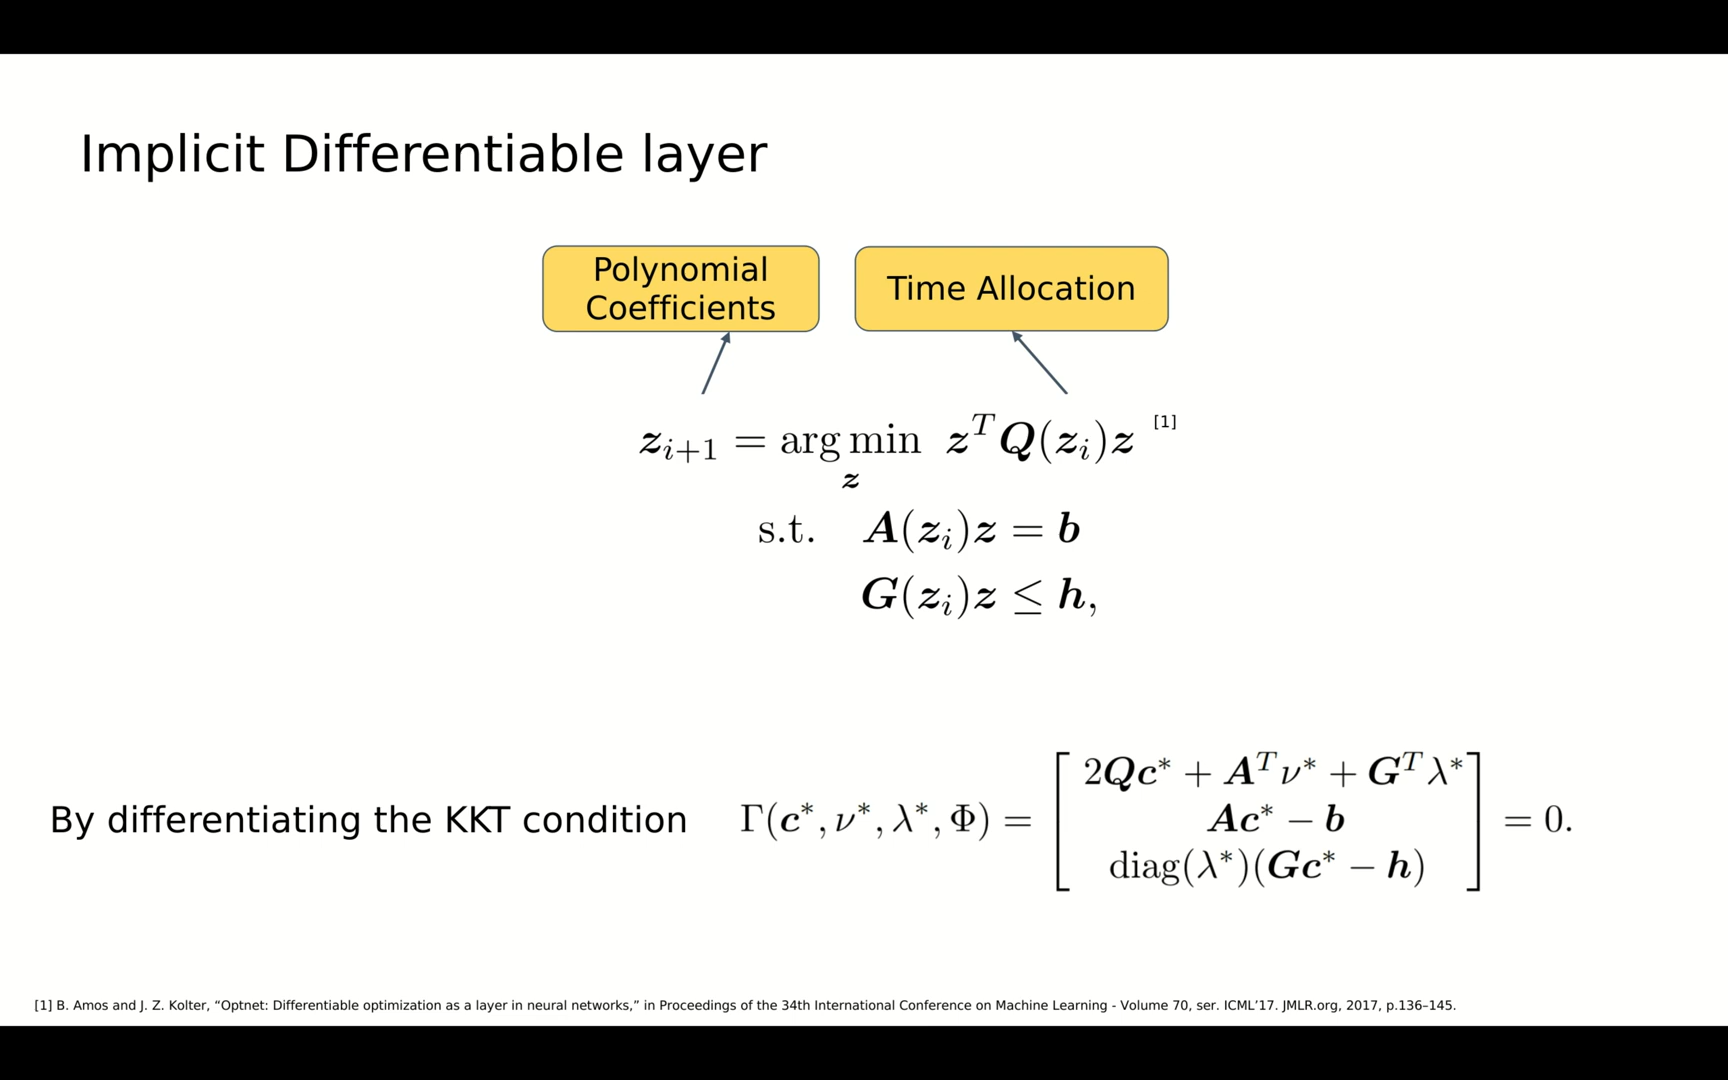 Implicit Differentiable layer
Polynomial
Coefficients
Time Allocation
z_{i+1} = arg min z^T Q(z_i)z [1]
z
s.t. A(z_i)z = b
G(z_i)z ≤ h,
By differentiating the KKT condition Γ(c*, ν*, λ*, Φ) = [ 2Qc* + A^T ν* + G^T λ*
Ac* − b
diag(λ*)(Gc* − h) ] = 0.
[1] B. Amos and J. Z. Kolter, “Optnet: Differentiable optimization as a layer in neural networks,” in Proceedings of the 34th International Conference on Machine Learning - Volume 70, ser. ICML’17. JMLR.org, 2017, p.136–145.